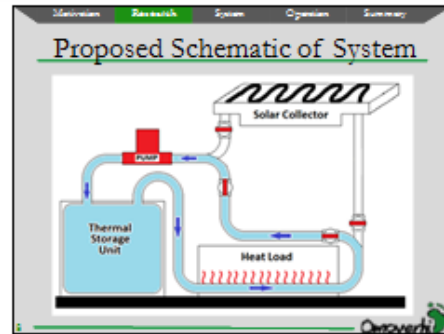 Motivation Research System Operation Summary
Proposed Schematic of System
Solar Collector
PUMP
Thermal
Storage
Unit
Heat Load